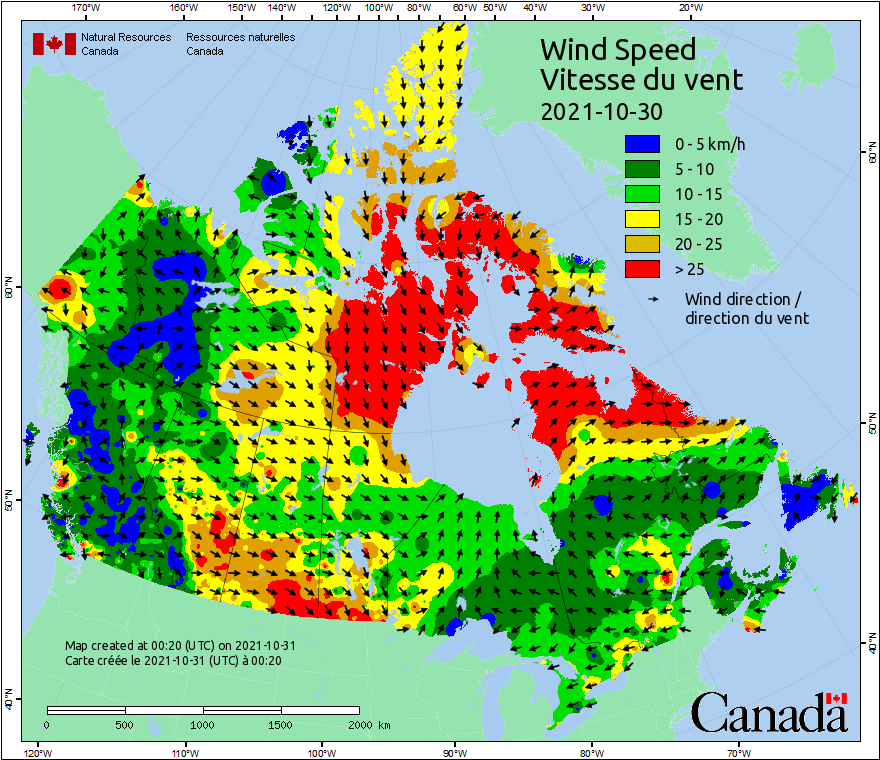 170°W 160°W 150°W 140°W 130°W 120°W 110°W 100°W 90°W 80°W 70°W 60°W 50°W 40°W 30°W 20°W
Natural Resources Canada
Ressources naturelles Canada
Wind Speed
Vitesse du vent
2021-10-30
0 - 5 km/h
5 - 10
10 - 15
15 - 20
20 - 25
> 25
Wind direction /
direction du vent
60°N
50°N
40°N
60°N
50°N
40°N
Map created at 00:20 (UTC) on 2021-10-31
Carte créée le 2021-10-31 (UTC) à 00:20
0 500 1000 1500 2000 km
Canada
120°W 110°W 100°W 90°W 80°W 70°W